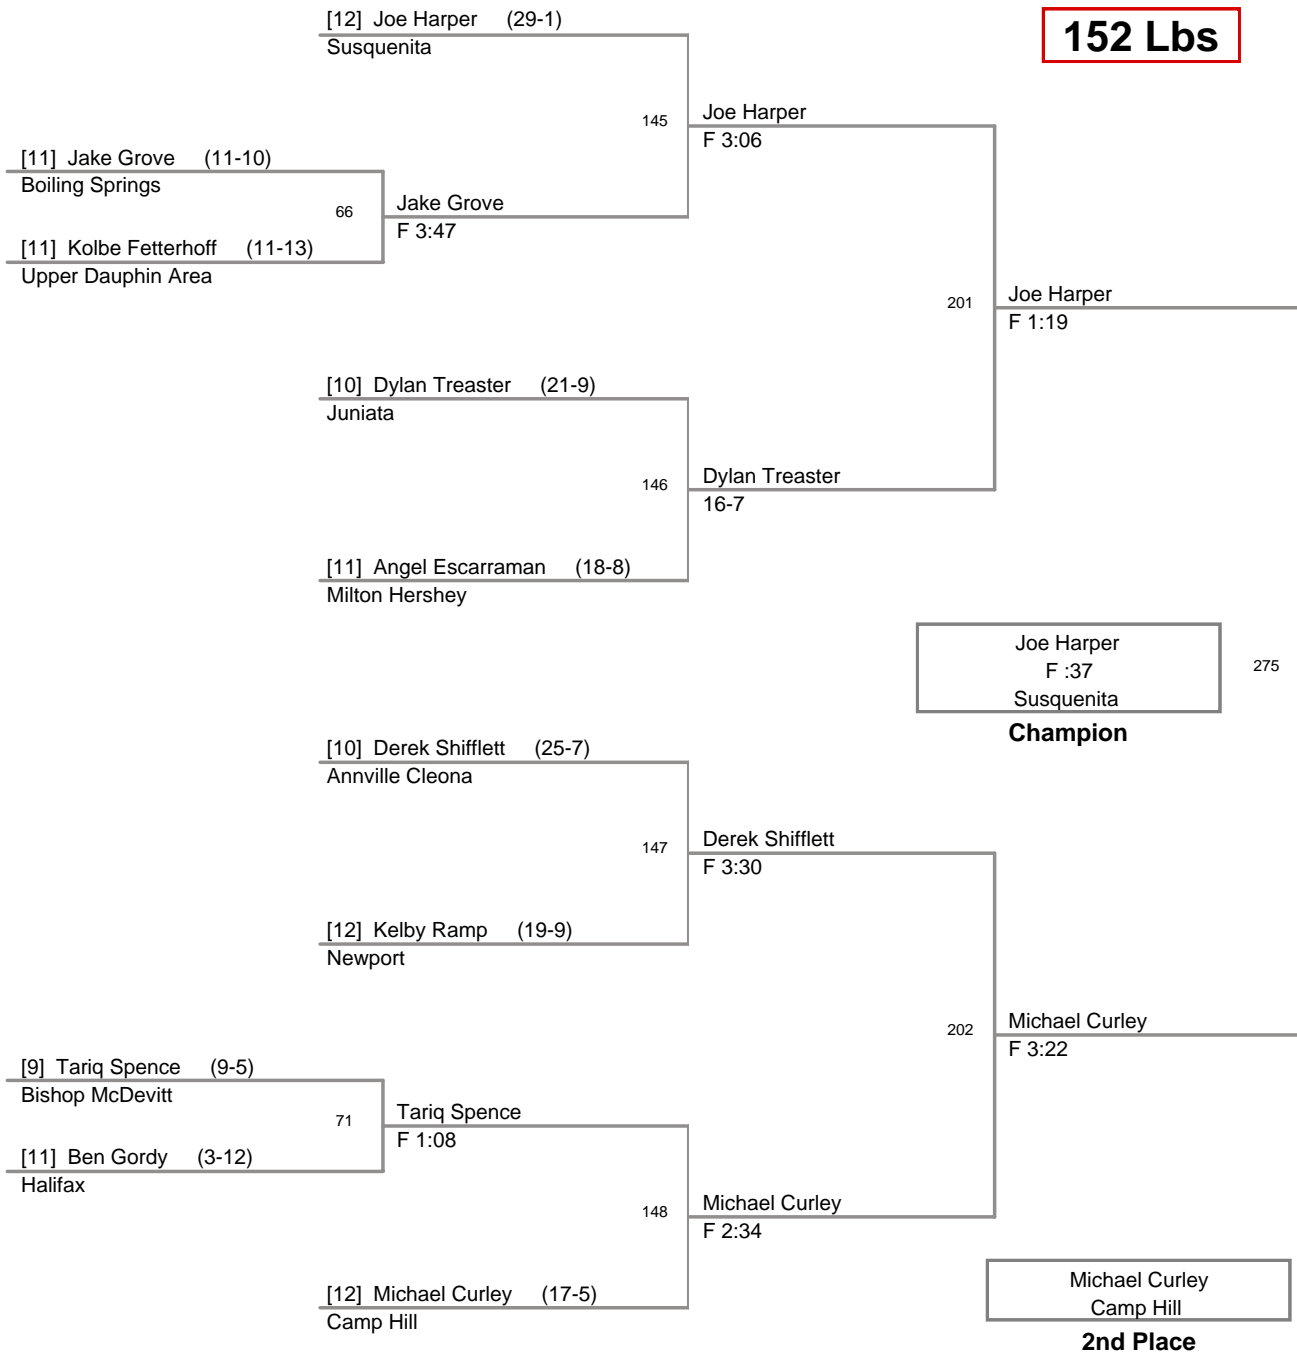 [12] Joe Harper (29-1)
Susquenita
152 Lbs
145
Joe Harper
F 3:06
[11] Jake Grove (11-10)
Boiling Springs
66
Jake Grove
F 3:47
[11] Kolbe Fetterhoff (11-13)
Upper Dauphin Area
201
Joe Harper
F 1:19
[10] Dylan Treaster (21-9)
Juniata
146
Dylan Treaster
16-7
[11] Angel Escarraman (18-8)
Milton Hershey
Joe Harper
F :37
Susquenita
275
Champion
[10] Derek Shifflett (25-7)
Annville Cleona
147
Derek Shifflett
F 3:30
[12] Kelby Ramp (19-9)
Newport
202
Michael Curley
F 3:22
[9] Tariq Spence (9-5)
Bishop McDevitt
71
Tariq Spence
F 1:08
[11] Ben Gordy (3-12)
Halifax
148
Michael Curley
F 2:34
[12] Michael Curley (17-5)
Camp Hill
Michael Curley
Camp Hill
2nd Place